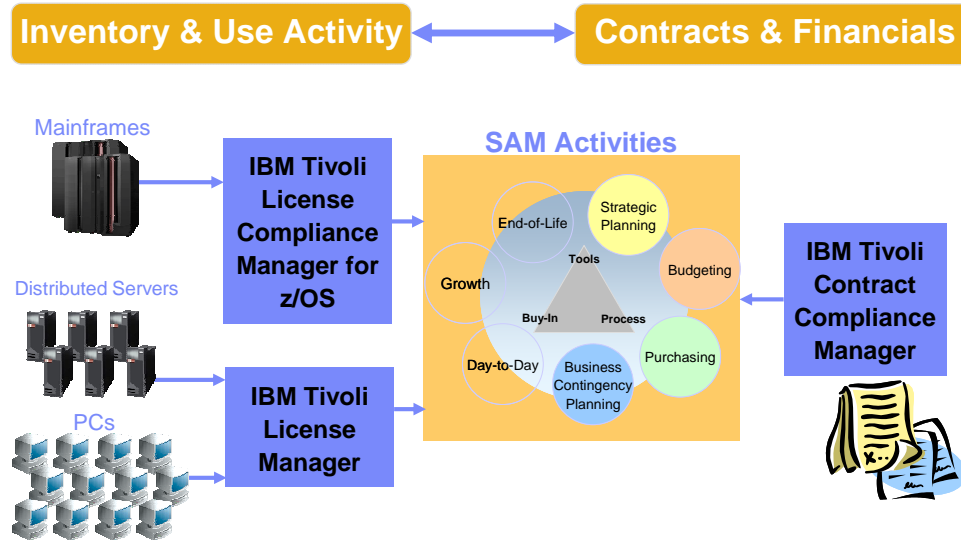 Inventory & Use Activity
Contracts & Financials
Mainframes
IBM Tivoli
License
Compliance
Manager for
z/OS
SAM Activities
End-of-Life
Strategic
Planning
Tools
Growth
Budgeting
Buy-In
Process
Day-to-Day
Business
Contingency
Planning
Purchasing
IBM Tivoli
Contract
Compliance
Manager
Distributed Servers
PCs
IBM Tivoli
License
Manager